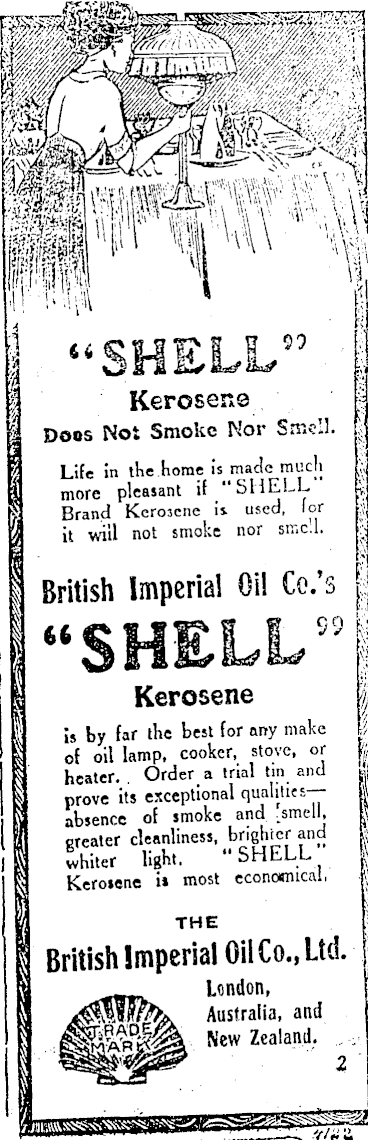 "SHELL"
Kerosene
Does Not Smoke Nor Smell.
Life in the home is made much
more pleasant if "SHELL"
Brand Kerosene is used, for
it will not smoke nor smell.
British Imperial Oil Co.'s
"SHELL"
Kerosene
is by far the best for any make
of oil lamp, cooker, stove, or
heater. Order a trial tin and
prove its exceptional qualities—
absence of smoke and smell,
greater cleanliness, brighter and
whiter light. "SHELL"
Kerosene is most economical.
THE
British Imperial Oil Co., Ltd.
London,
Australia, and
New Zealand.
TRADE
MARK
2